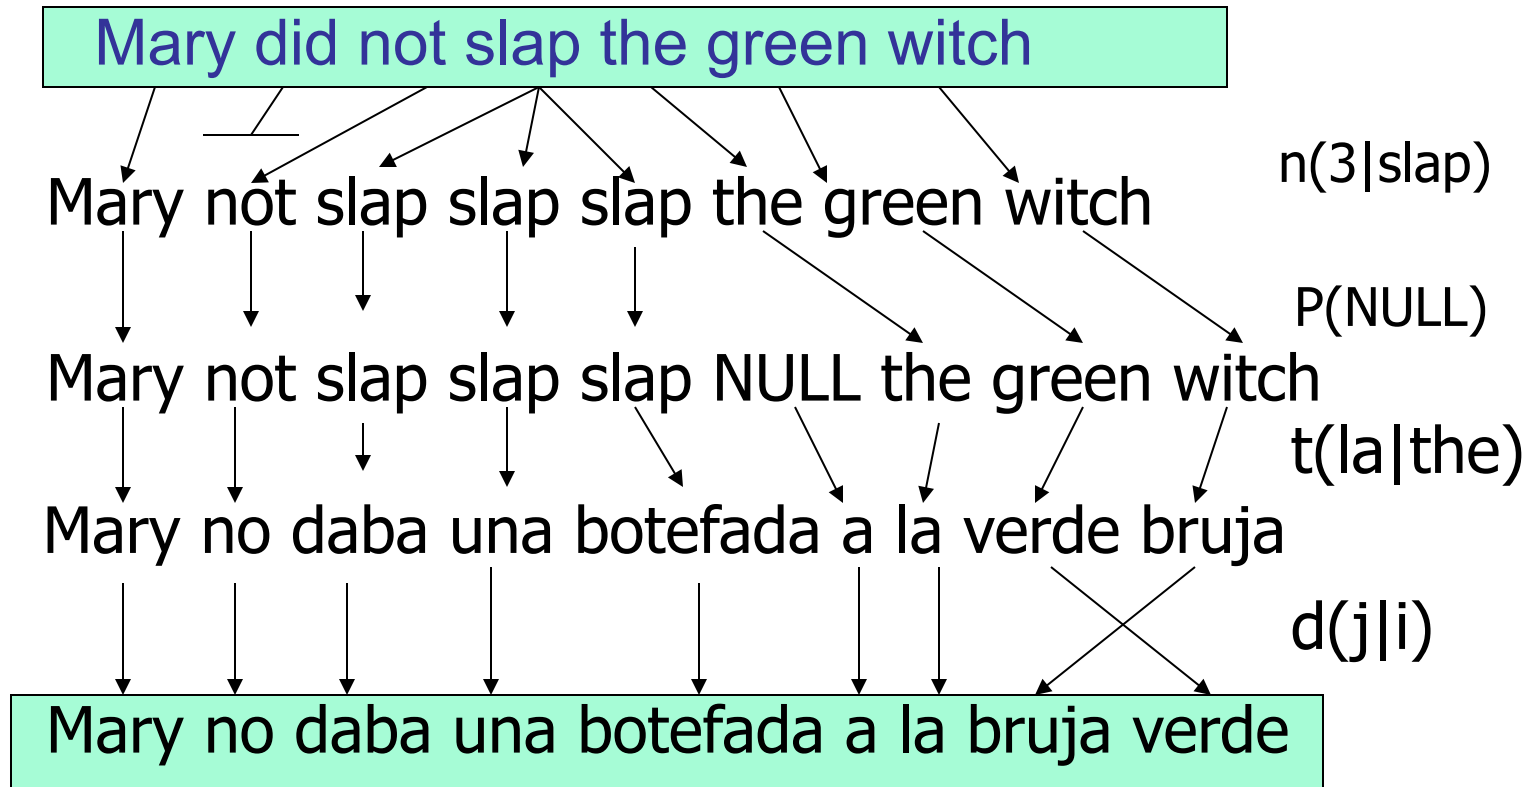 Mary did not slap the green witch
n(3|slap)
Mary not slap slap slap the green witch
P(NULL)
Mary not slap slap slap NULL the green witch
t(la|the)
Mary no daba una botefada a la verde bruja
d(j|i)
Mary no daba una botefada a la bruja verde